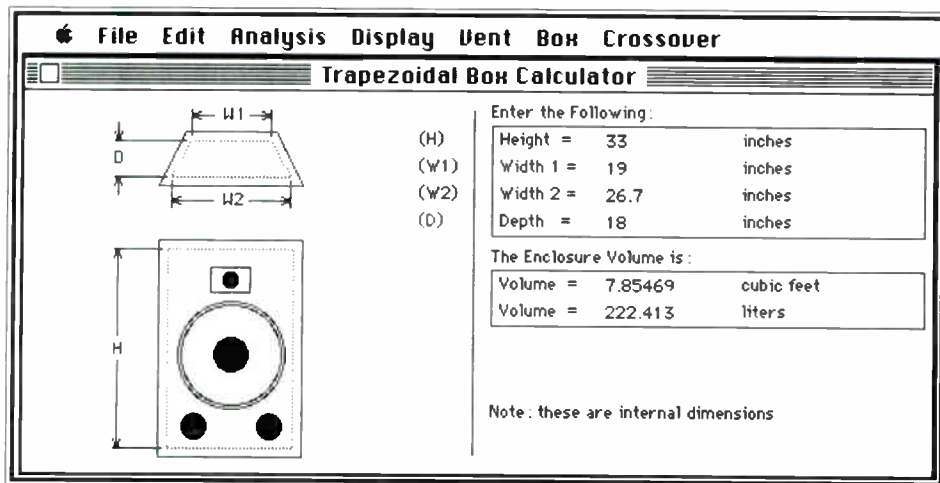 File Edit Analysis Display Vent Box Crossover
Trapezoidal Box Calculator
W1
D
W2
H
(H)
(W1)
(W2)
(D)
Enter the Following:
Height = 33 inches
Width 1 = 19 inches
Width 2 = 26.7 inches
Depth = 18 inches
The Enclosure Volume is:
Volume = 7.85469 cubic feet
Volume = 222.413 liters
Note: these are internal dimensions